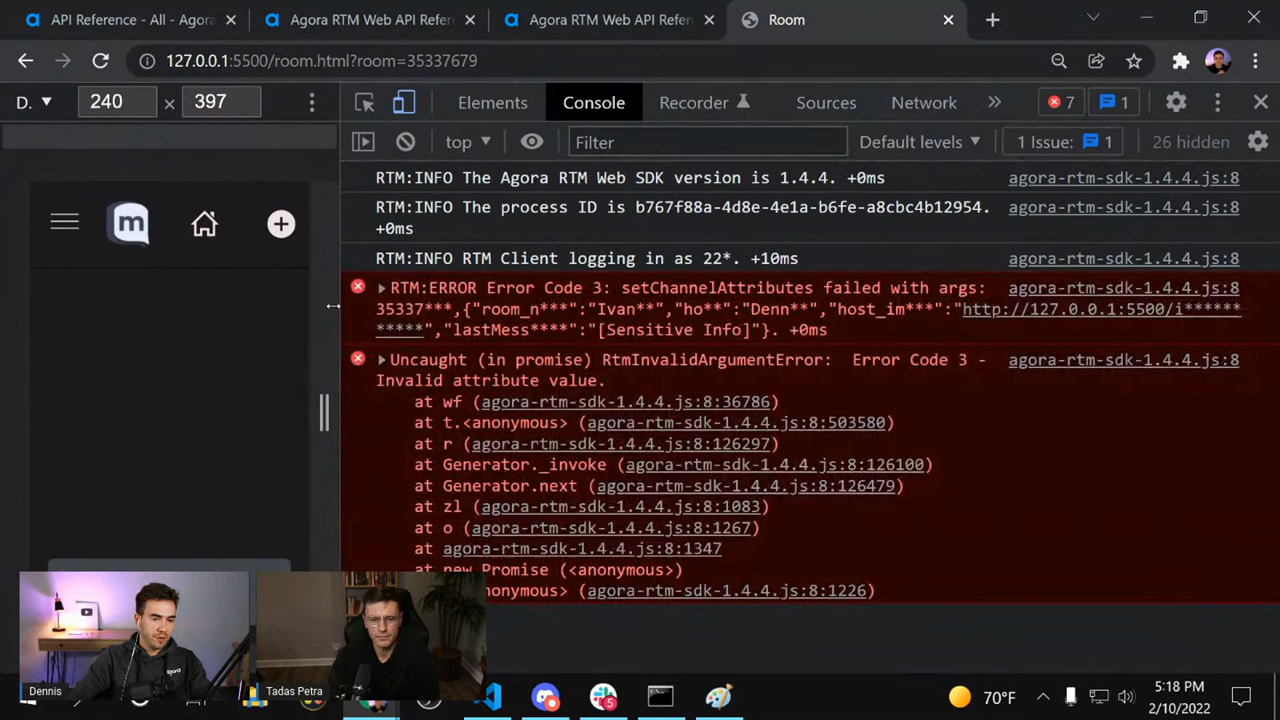 API Reference - All - Agora
Agora RTM Web API Refer
Agora RTM Web API Refer
Room
127.0.0.1:5500/room.html?room=35337679
D.
240
×
397
Elements
Console
Recorder
Sources
Network
7
1
top
Filter
Default levels
1 Issue:
1
26 hidden
RTM:INFO The Agora RTM Web SDK version is 1.4.4. +0ms
agora-rtm-sdk-1.4.4.js:8
RTM:INFO The process ID is b767f88a-4d8e-4e1a-b6fe-a8cbc4b12954.
agora-rtm-sdk-1.4.4.js:8
+0ms
RTM:INFO RTM Client logging in as 22*. +10ms
agora-rtm-sdk-1.4.4.js:8
RTM:ERROR Error Code 3: setChannelAttributes failed with args:
agora-rtm-sdk-1.4.4.js:8
35337***,{"room_n***":"Ivan**","ho**":"Denn**","host_im***":"http://127.0.0.1:5500/i******
*****","lastMess****":"[Sensitive Info]"}. +0ms
Uncaught (in promise) RtmInvalidArgumentError:  Error Code 3 -
agora-rtm-sdk-1.4.4.js:8
Invalid attribute value.
at wf (agora-rtm-sdk-1.4.4.js:8:36786)
at t.<anonymous> (agora-rtm-sdk-1.4.4.js:8:503580)
at r (agora-rtm-sdk-1.4.4.js:8:126297)
at Generator._invoke (agora-rtm-sdk-1.4.4.js:8:126100)
at Generator.next (agora-rtm-sdk-1.4.4.js:8:126479)
at zl (agora-rtm-sdk-1.4.4.js:8:1083)
at o (agora-rtm-sdk-1.4.4.js:8:1267)
at agora-rtm-sdk-1.4.4.js:8:1347
at new Promise (<anonymous>)
onymous> (agora-rtm-sdk-1.4.4.js:8:1226)
m
agora
Dennis
Tadas Petra
5
70°F
5:18 PM
2/10/2022